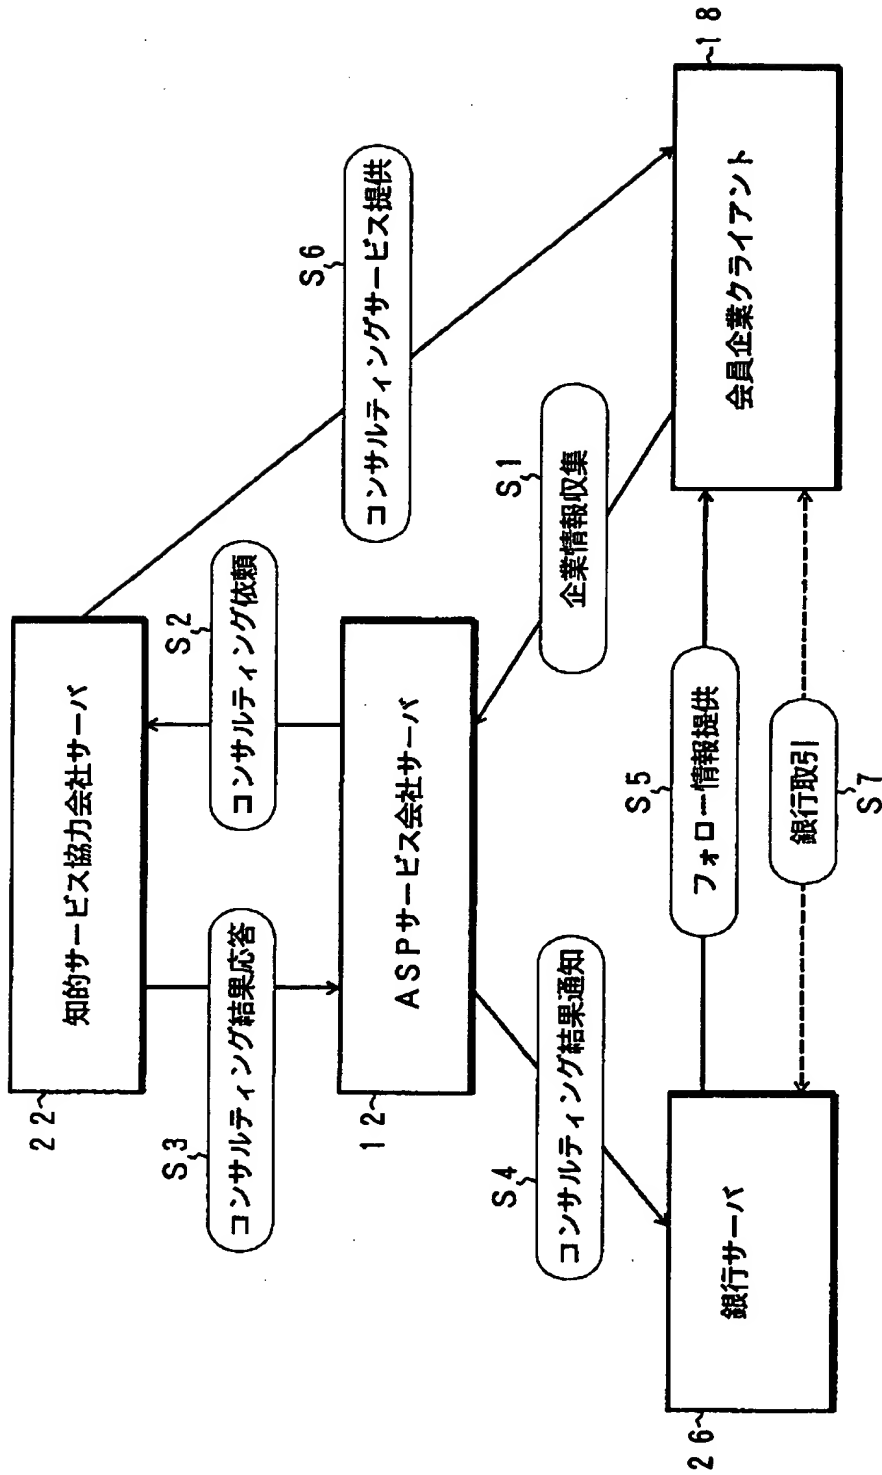 22
知的サービス協力会社サーバ
S3
コンサルティング結果応答
S2
コンサルティング依頼
S6
コンサルティングサービス提供
12
ASPサービス会社サーバ
S4
コンサルティング結果通知
S1
企業情報収集
26
銀行サーバ
S5
フォロー情報提供
銀行取引
S7
18
会員企業クライアント